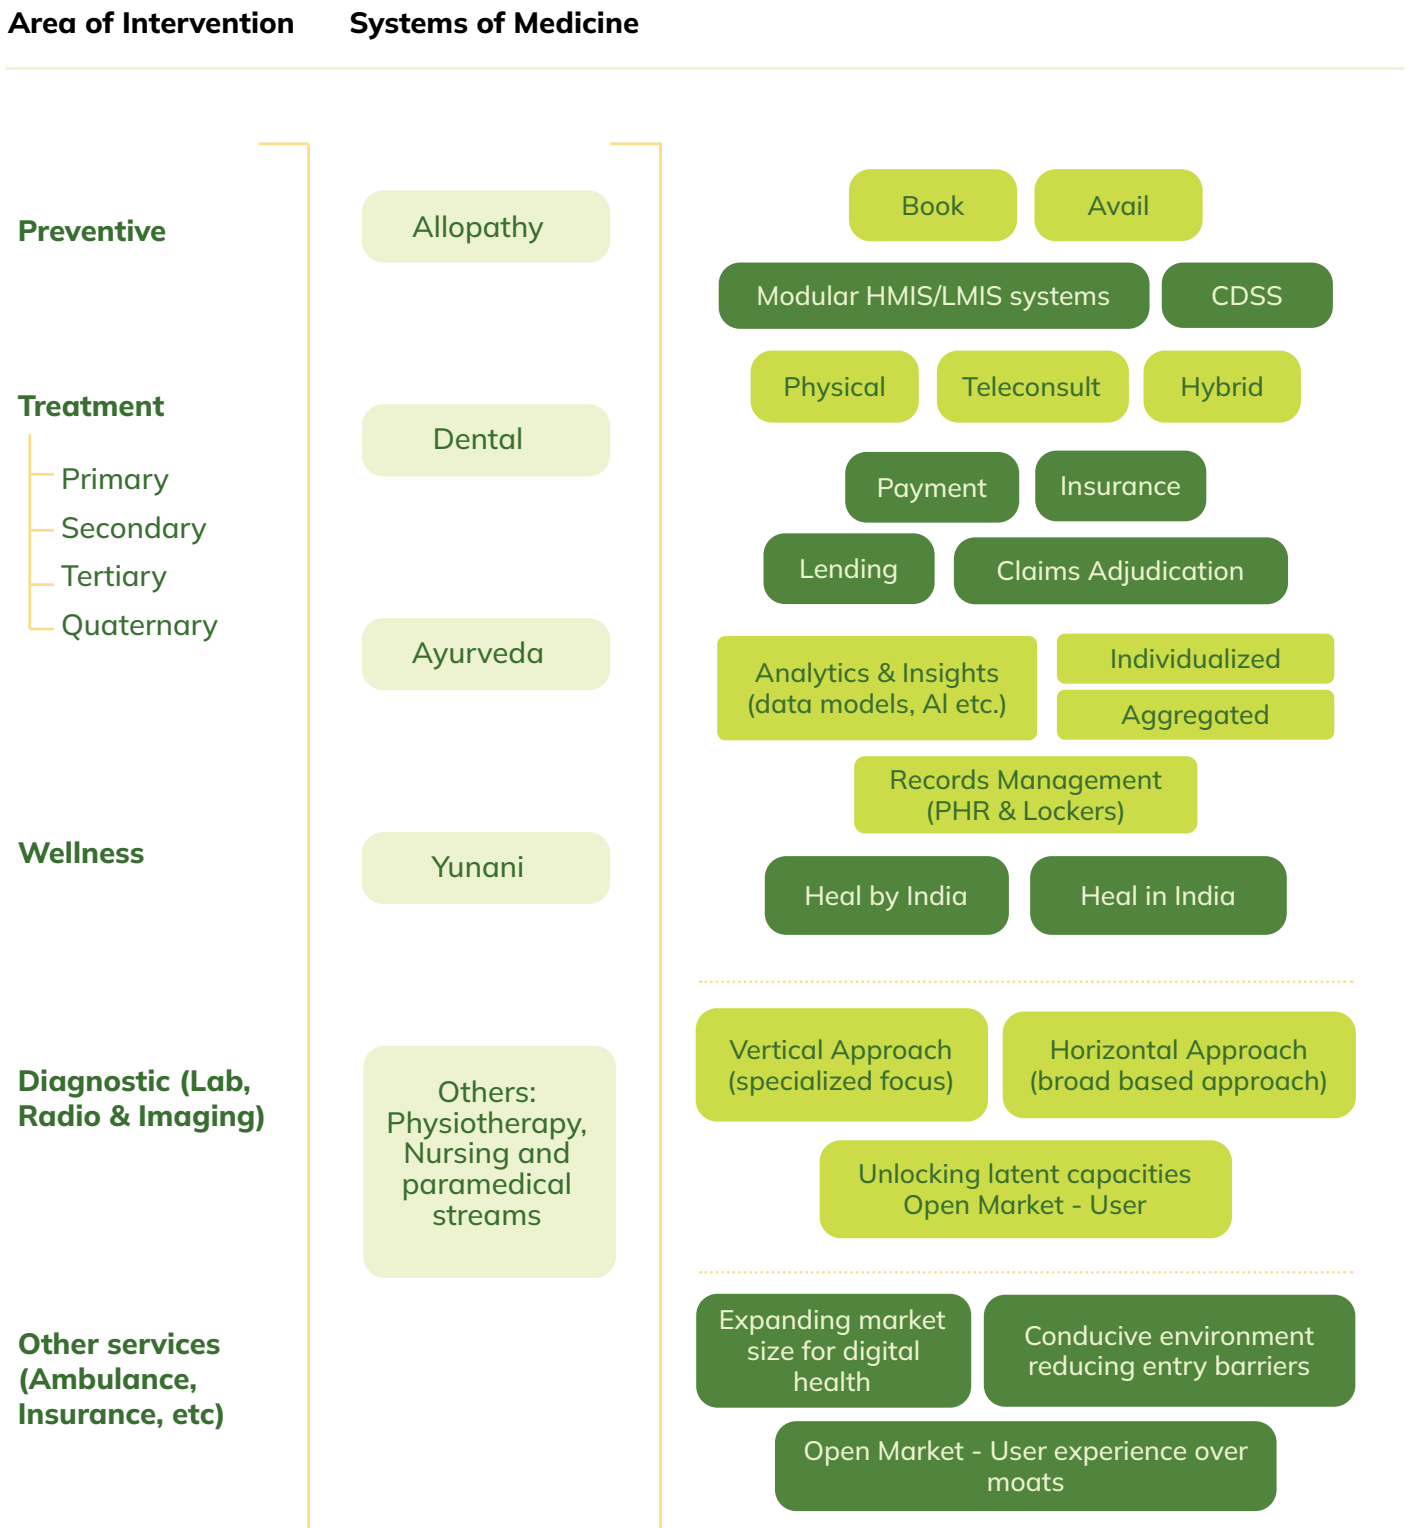 Area of Intervention
Systems of Medicine
Preventive
Treatment
Primary
Secondary
Tertiary
Quaternary
Wellness
Diagnostic (Lab,
Radio & Imaging)
Other services
(Ambulance,
Insurance, etc)
Allopathy
Dental
Ayurveda
Yunani
Others:
Physiotherapy,
Nursing and
paramedical
streams
Book
Avail
Modular HMIS/LMIS systems
CDSS
Physical
Teleconsult
Hybrid
Payment
Insurance
Lending
Claims Adjudication
Analytics & Insights
(data models, Al etc.)
Individualized
Aggregated
Records Management
(PHR & Lockers)
Heal by India
Heal in India
Vertical Approach
(specialized focus)
Horizontal Approach
(broad based approach)
Unlocking latent capacities
Open Market - User
Expanding market
size for digital
health
Conducive environment
reducing entry barriers
Open Market - User experience over
moats